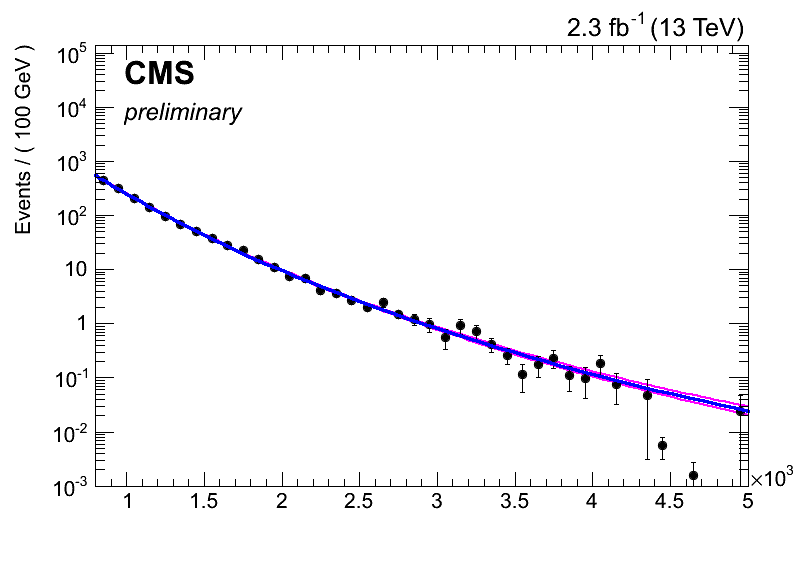 2.3 fb⁻¹ (13 TeV)
CMS
preliminary
Events / ( 100 GeV )
10⁵
10⁴
10³
10²
10
1
10⁻¹
10⁻²
10⁻³
1 1.5 2 2.5 3 3.5 4 4.5 5
×10³